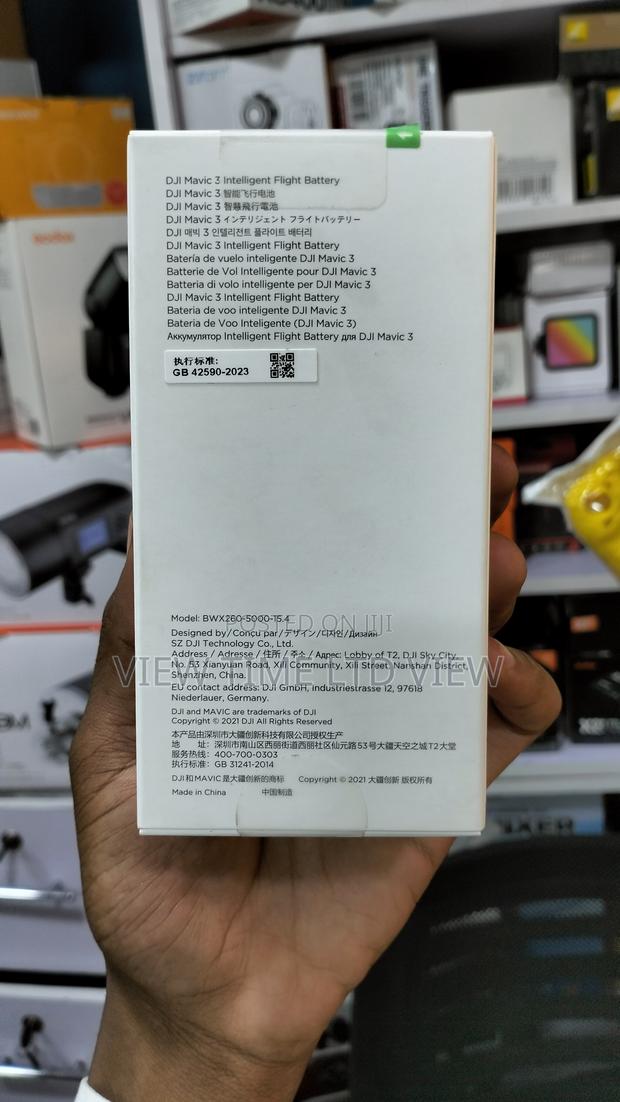 DJI Mavic 3 Intelligent Flight Battery
DJI Mavic 3 智能飞行电池
DJI Mavic 3 智慧飛行電池
DJI Mavic 3 インテリジェント フライトバッテリー
DJI 매빅 3 인텔리전트 플라이트 배터리
DJI Mavic 3 Intelligent Flight Battery
Batería de vuelo inteligente DJI Mavic 3
Batterie de Vol Intelligente pour DJI Mavic 3
Batteria di volo intelligente per DJI Mavic 3
DJI Mavic 3 Intelligent Flight Battery
Bateria de voo inteligente DJI Mavic 3
Bateria de Voo Inteligente (DJI Mavic 3)
Аккумулятор Intelligent Flight Battery для DJI Mavic 3
执行标准:
GB 42590-2023
Model: BWX260-5000-15.4
POSTED ON JIJI
Designed by/Conçu par/デザイン/디자인/Дизайн
SZ DJI Technology Co., Ltd.
Address / Adresse / 住所 / 주소 / Адрес: Lobby of T2, DJI Sky City,
VIEW TIME LTD VIEW
No. 53 Xianyuan Road, Xili Community, Xili Street, Nanshan District,
Shenzhen, China.
EU contact address: DJI GmbH, Industriestrasse 12, 97618
Niederlauer, Germany.
DJI and MAVIC are trademarks of DJI
Copyright © 2021 DJI All Rights Reserved
本产品由深圳市大疆创新科技有限公司授权生产
地 址: 深圳市南山区西丽街道西丽社区仙元路53号大疆天空之城T2大堂
服务热线: 400-700-0303
执行标准: GB 31241-2014
DJI和MAVIC是大疆创新的商标 Copyright © 2021 大疆创新 版权所有
Made in China 中国制造